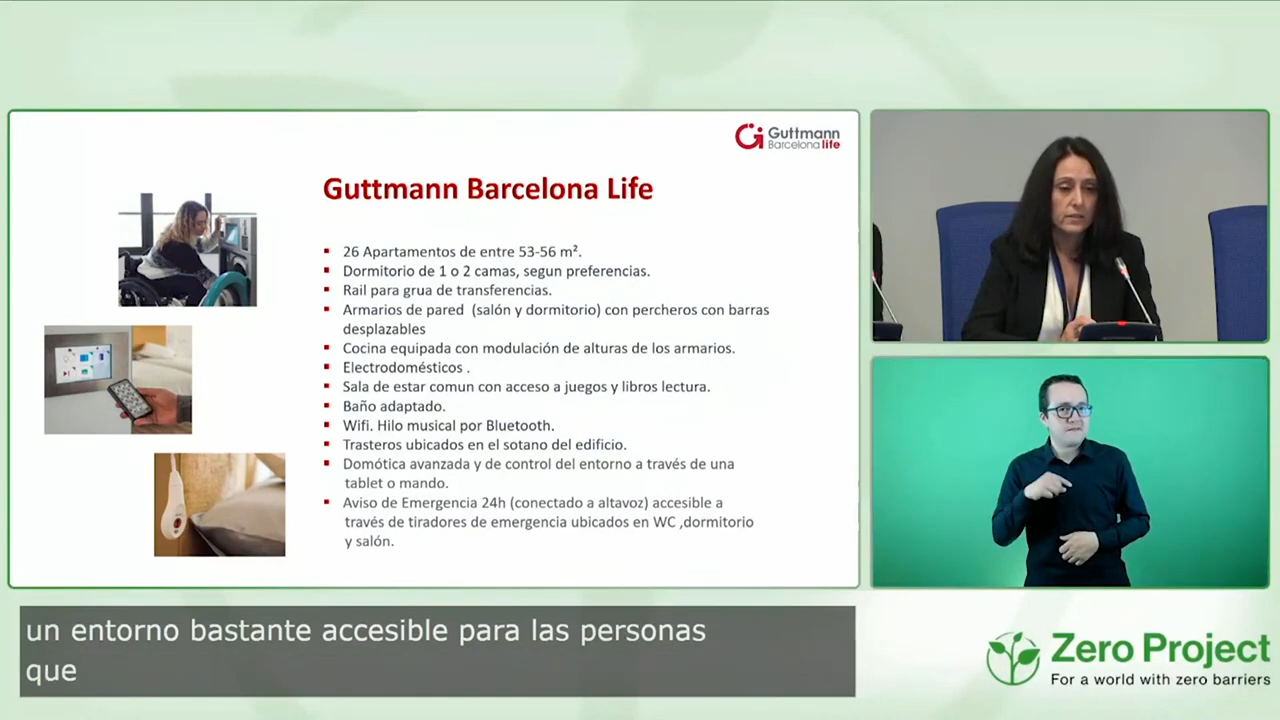 Guttmann
Barcelona life
Guttmann Barcelona Life
26 Apartamentos de entre 53-56 m².
Dormitorio de 1 o 2 camas, segun preferencias.
Rail para grua de transferencias.
Armarios de pared (salón y dormitorio) con percheros con barras
desplazables
Cocina equipada con modulación de alturas de los armarios.
Electrodomésticos .
Sala de estar comun con acceso a juegos y libros lectura.
Baño adaptado.
Wifi. Hilo musical por Bluetooth.
Trasteros ubicados en el sotano del edificio.
Domótica avanzada y de control del entorno a través de una
tablet o mando.
Aviso de Emergencia 24h (conectado a altavoz) accesible a
través de tiradores de emergencia ubicados en WC ,dormitorio
y salón.
un entorno bastante accesible para las personas
que
Zero Project
For a world with zero barriers